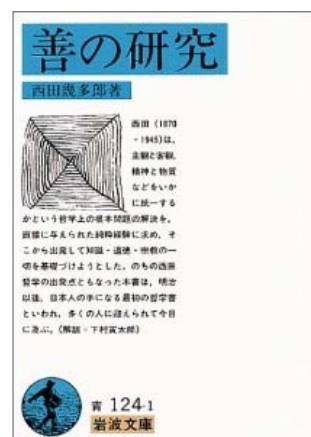 善の研究
西田幾多郎著
西田(1870
-1945)は,
主観と客観,
精神と物質
などをいか
に統一する
かという哲学上の根本問題の解決を,
直接に与えられた純粋経験に求め,そ
こから出発して知識・道徳・宗教の一
切を基礎づけようとした.のちの西田
哲学の出発点ともなった本書は,明治
以後,日本人の手になる最初の哲学書
といわれ,多くの人に迎えられて今日
に及ぶ.(解説・下村寅太郎)
青 124-1
岩波文庫